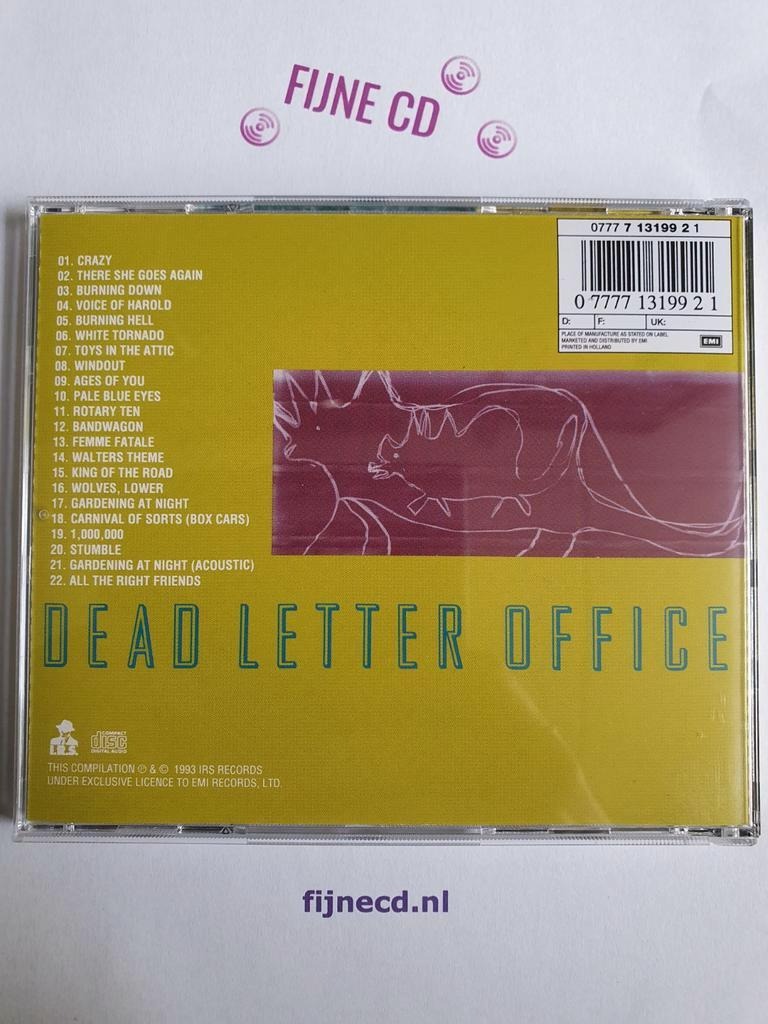 FIJNE CD
0777 7 13199 2 1
0 7777 13199 2 1
D: F: UK:
PLACE OF MANUFACTURE AS STATED ON LABEL
MARKETED AND DISTRIBUTED BY EMI
PRINTED IN HOLLAND
EMI
01. CRAZY
02. THERE SHE GOES AGAIN
03. BURNING DOWN
04. VOICE OF HAROLD
05. BURNING HELL
06. WHITE TORNADO
07. TOYS IN THE ATTIC
08. WINDOUT
09. AGES OF YOU
10. PALE BLUE EYES
11. ROTARY TEN
12. BANDWAGON
13. FEMME FATALE
14. WALTERS THEME
15. KING OF THE ROAD
16. WOLVES, LOWER
17. GARDENING AT NIGHT
18. CARNIVAL OF SORTS (BOX CARS)
19. 1,000,000
20. STUMBLE
21. GARDENING AT NIGHT (ACOUSTIC)
22. ALL THE RIGHT FRIENDS
DEAD LETTER OFFICE
I.R.S.
COMPACT
disc
DIGITAL AUDIO
THIS COMPILATION ℗ & © 1993 IRS RECORDS
UNDER EXCLUSIVE LICENCE TO EMI RECORDS, LTD.
fijnecd.nl